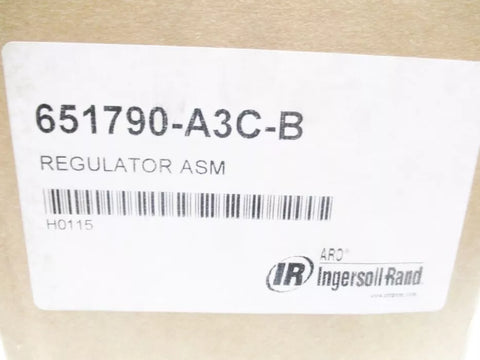 651790-A3C-B
REGULATOR ASM
H0115
ARO®
IR Ingersoll Rand